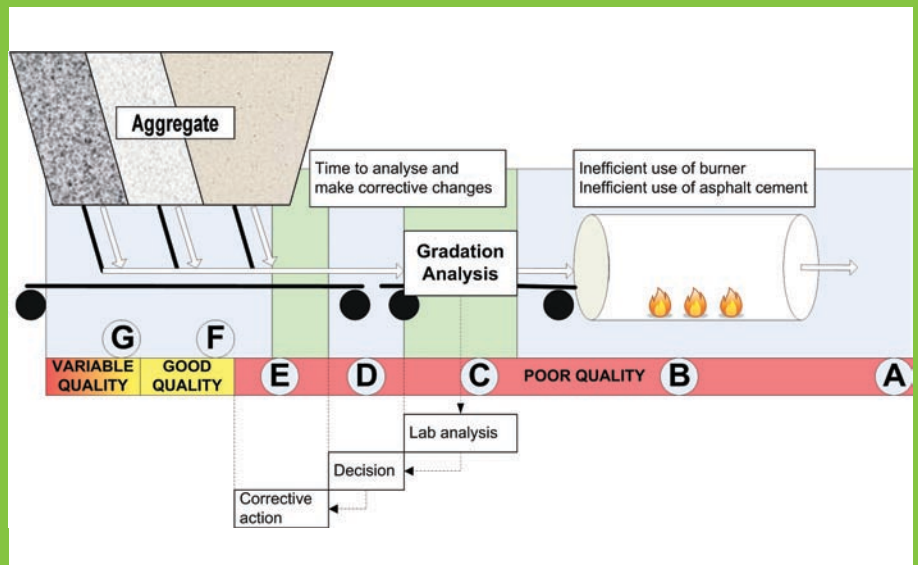 Aggregate
Time to analyse and
make corrective changes
Inefficient use of burner
Inefficient use of asphalt cement
Gradation
Analysis
G
F
VARIABLE
QUALITY
GOOD
QUALITY
E
D
C
POOR QUALITY
B
A
Lab analysis
Decision
Corrective
action